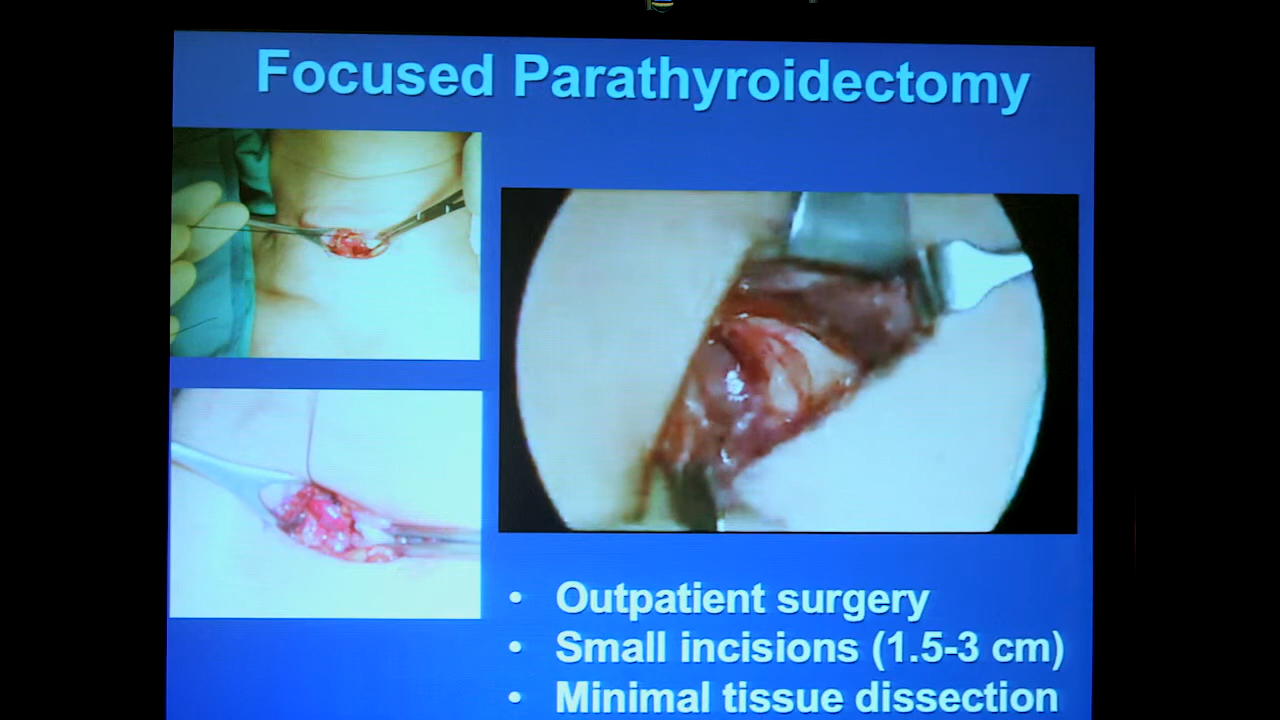 Focused Parathyroidectomy
• Outpatient surgery
• Small incisions (1.5-3 cm)
• Minimal tissue dissection